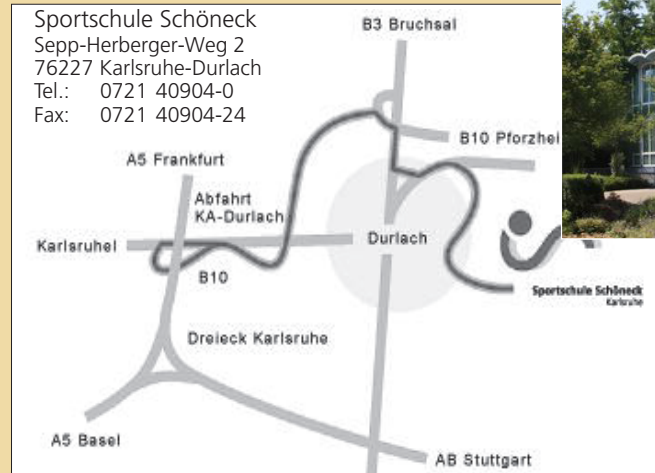 Sportschule Schöneck
Sepp-Herberger-Weg 2
76227 Karlsruhe-Durlach
Tel.: 0721 40904-0
Fax: 0721 40904-24
B3 Bruchsal
B10 Pforzhei
A5 Frankfurt
Abfahrt
KA-Durlach
Karlsruhel
Durlach
B10
Sportschule Schöneck
Karlsruhe
Dreieck Karlsruhe
A5 Basel
AB Stuttgart